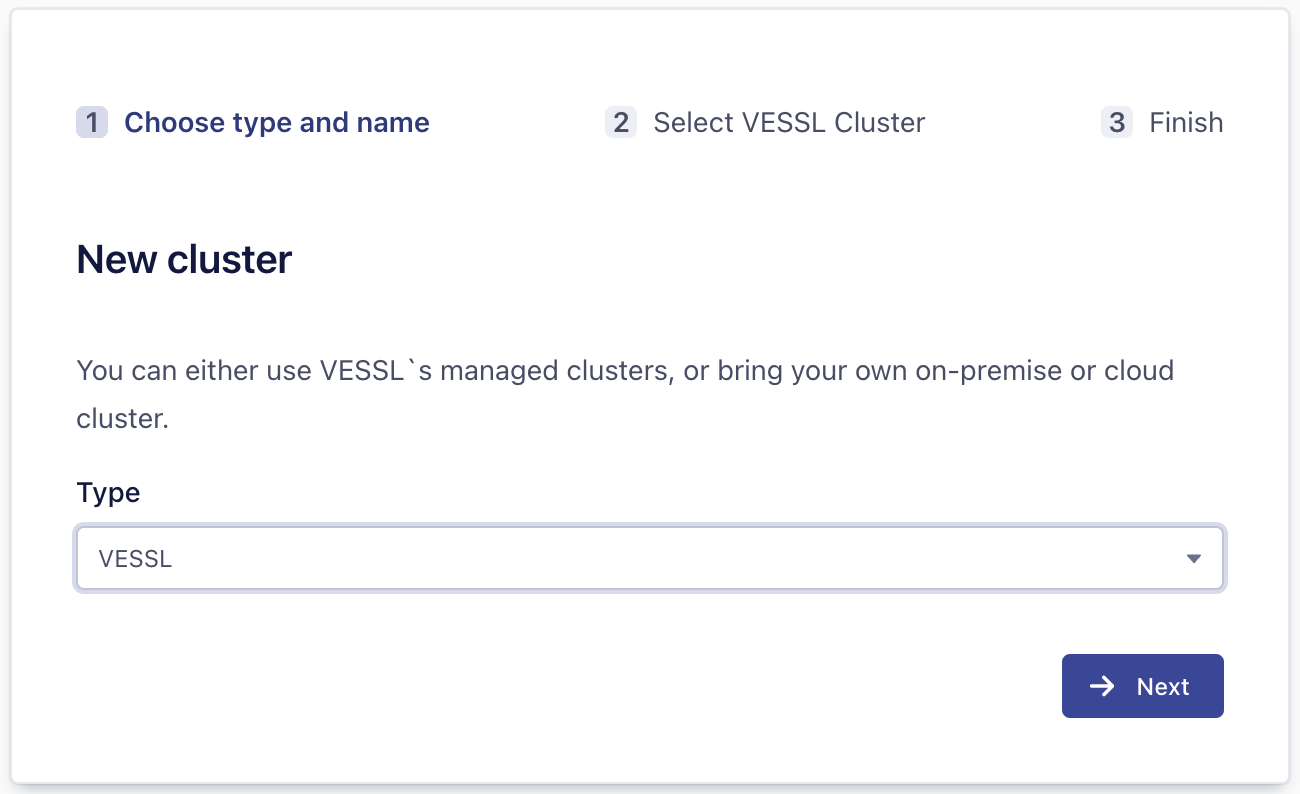 1 Choose type and name 2 Select VESSL Cluster 3 Finish
New cluster
You can either use VESSL`s managed clusters, or bring your own on-premise or cloud
cluster.
Type
VESSL
Next